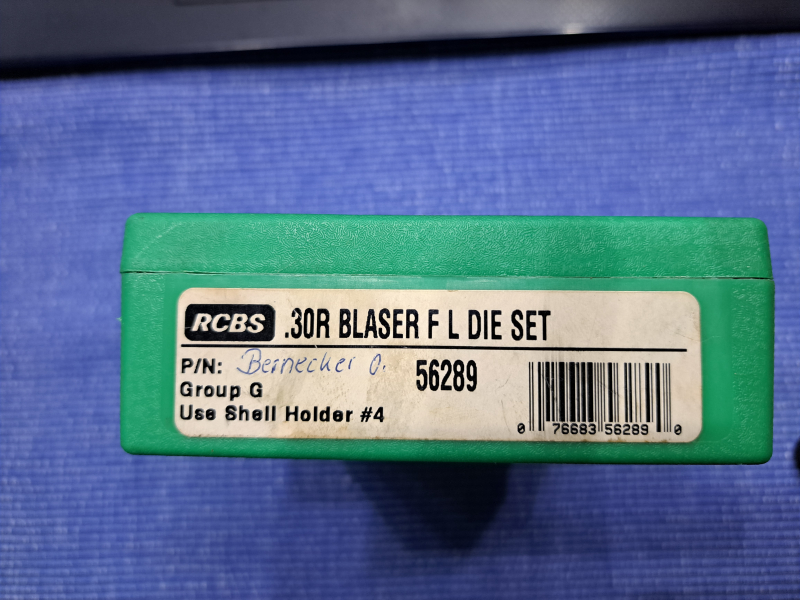 RCBS .30R BLASER F L DIE SET
P/N: Bernecker O. 56289
Group G
Use Shell Holder #4
0 76683 56289 0